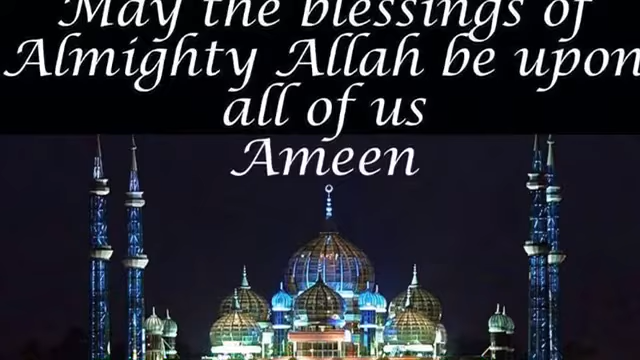 May the blessings of
Almighty Allah be upon
all of us
Ameen